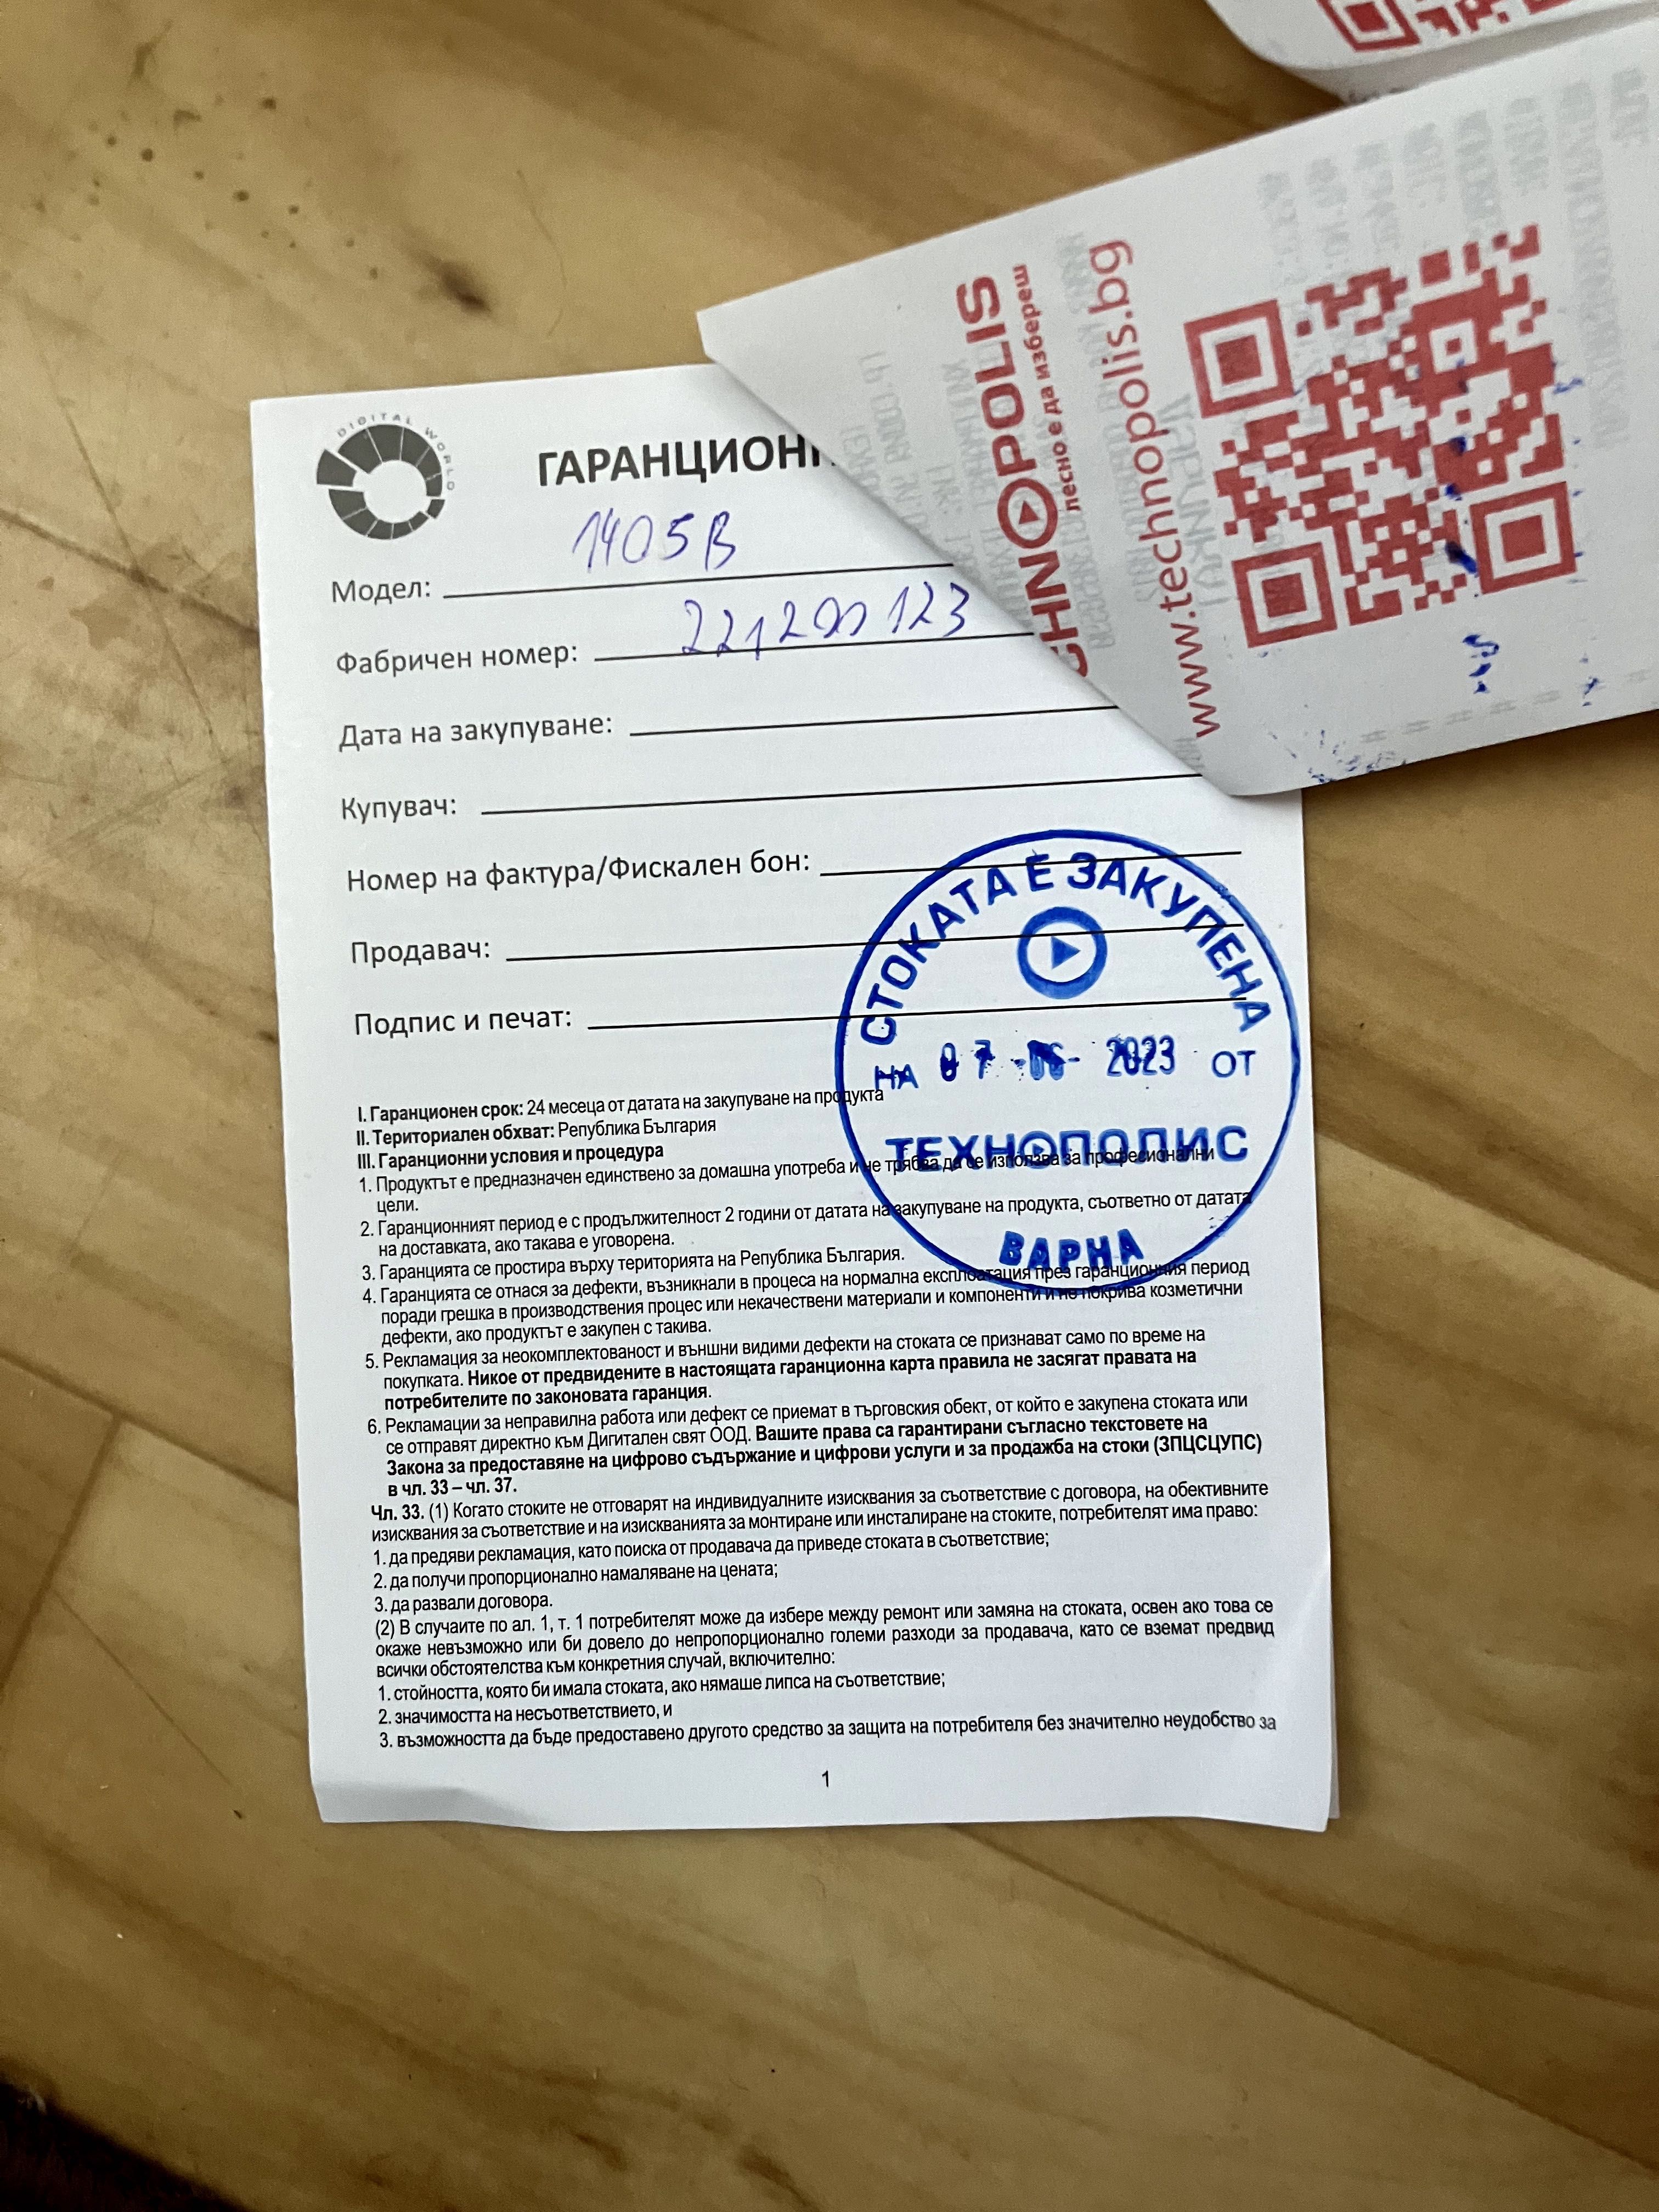 DIGITAL WORLD
ГАРАНЦИОН
1405B
Модел:
221200123
Фабричен номер:
Дата на закупуване:
Купувач:
Номер на фактура/Фискален бон:
Продавач:
Подпис и печат:
СТОКАТА Е ЗАКУПЕНА
НА 07 -06- 2023 ОТ
ТЕХНОПОЛИС
ВАРНА
I. Гаранционен срок: 24 месеца от датата на закупуване на продукта
II. Териториален обхват: Република България
III. Гаранционни условия и процедура
1. Продуктът е предназначен единствено за домашна употреба и не трябва да се използва за професионални
цели.
2. Гаранционният период е с продължителност 2 години от датата на закупуване на продукта, съответно от датата
на доставката, ако такава е уговорена.
3. Гаранцията се простира върху територията на Република България.
4. Гаранцията се отнася за дефекти, възникнали в процеса на нормална експлоатация през гаранционния период
поради грешка в производствения процес или некачествени материали и компоненти и не покрива козметични
дефекти, ако продуктът е закупен с такива.
5. Рекламация за неокомплектованост и външни видими дефекти на стоката се признават само по време на
покупката. Никое от предвидените в настоящата гаранционна карта правила не засягат правата на
потребителите по законовата гаранция.
6. Рекламации за неправилна работа или дефект се приемат в търговския обект, от който е закупена стоката или
се отправят директно към Дигитален свят ООД. Вашите права са гарантирани съгласно текстовете на
Закона за предоставяне на цифрово съдържание и цифрови услуги и за продажба на стоки (ЗПЦСЦУПС)
в чл. 33 – чл. 37.
Чл. 33. (1) Когато стоките не отговарят на индивидуалните изисквания за съответствие с договора, на обективните
изисквания за съответствие и на изискванията за монтиране или инсталиране на стоките, потребителят има право:
1. да предяви рекламация, като поиска от продавача да приведе стоката в съответствие;
2. да получи пропорционално намаляване на цената;
3. да развали договора.
(2) В случаите по ал. 1, т. 1 потребителят може да избере между ремонт или замяна на стоката, освен ако това се
окаже невъзможно или би довело до непропорционално големи разходи за продавача, като се вземат предвид
всички обстоятелства към конкретния случай, включително:
1. стойността, която би имала стоката, ако нямаше липса на съответствие;
2. значимостта на несъответствието, и
3. възможността да бъде предоставено другото средство за защита на потребителя без значително неудобство за
1
CHNOPOLIS
лесно е да избереш
www.technopolis.bg